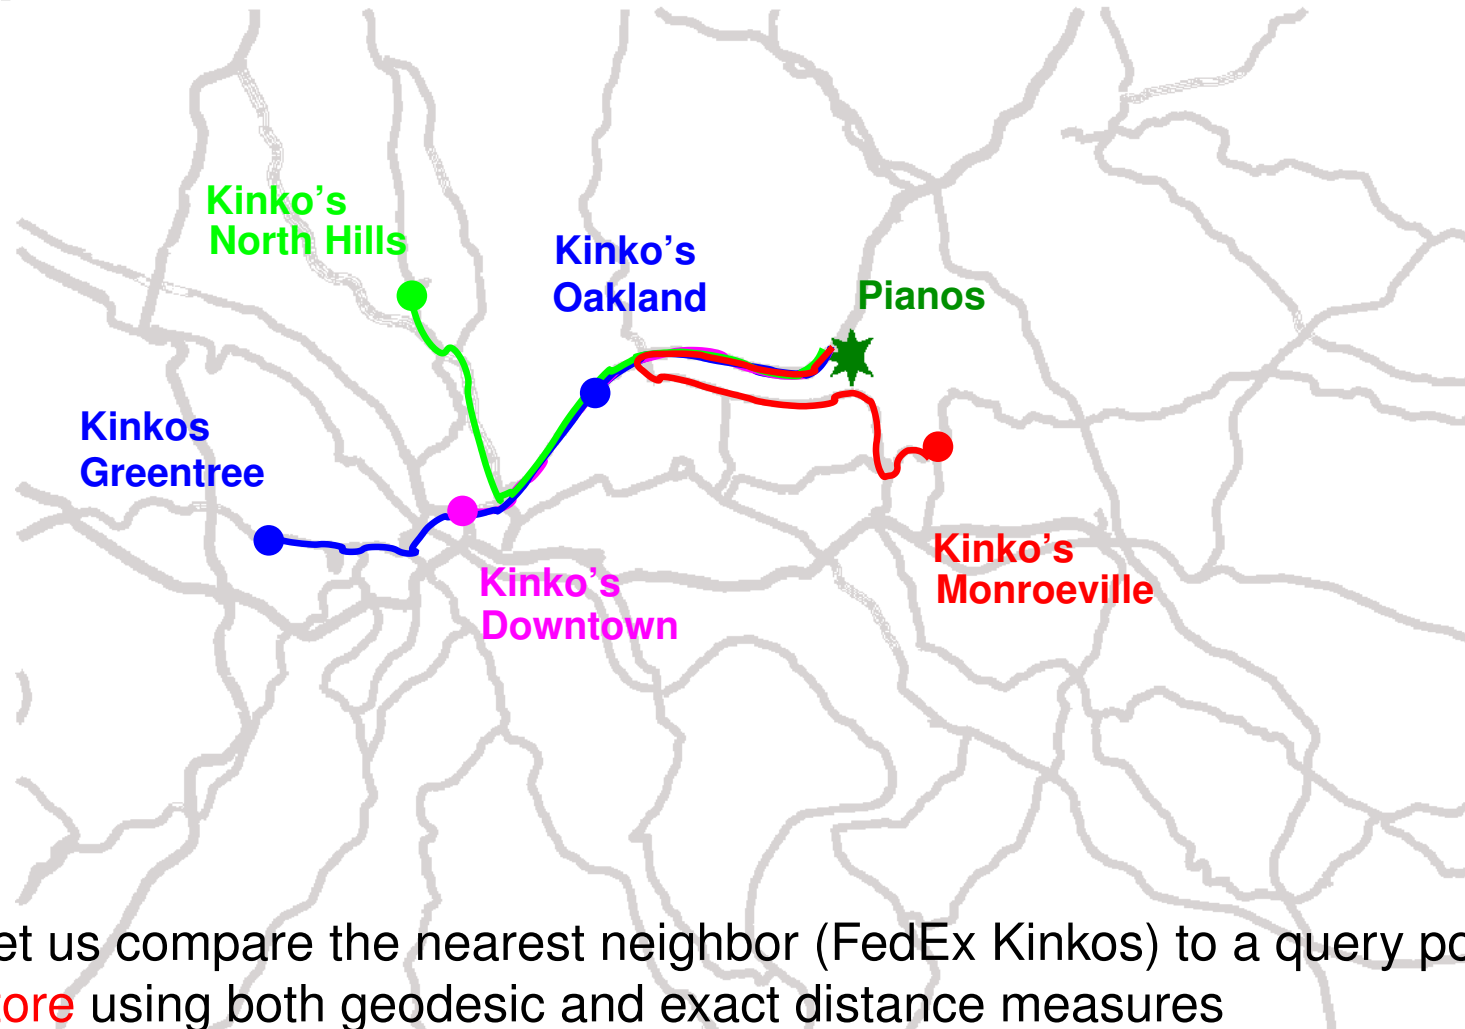 Kinko’s
North Hills
Kinko’s
Oakland
Pianos
Kinkos
Greentree
Kinko’s
Monroeville
Kinko’s
Downtown
et us compare the nearest neighbor (FedEx Kinkos) to a query po
tore using both geodesic and exact distance measures